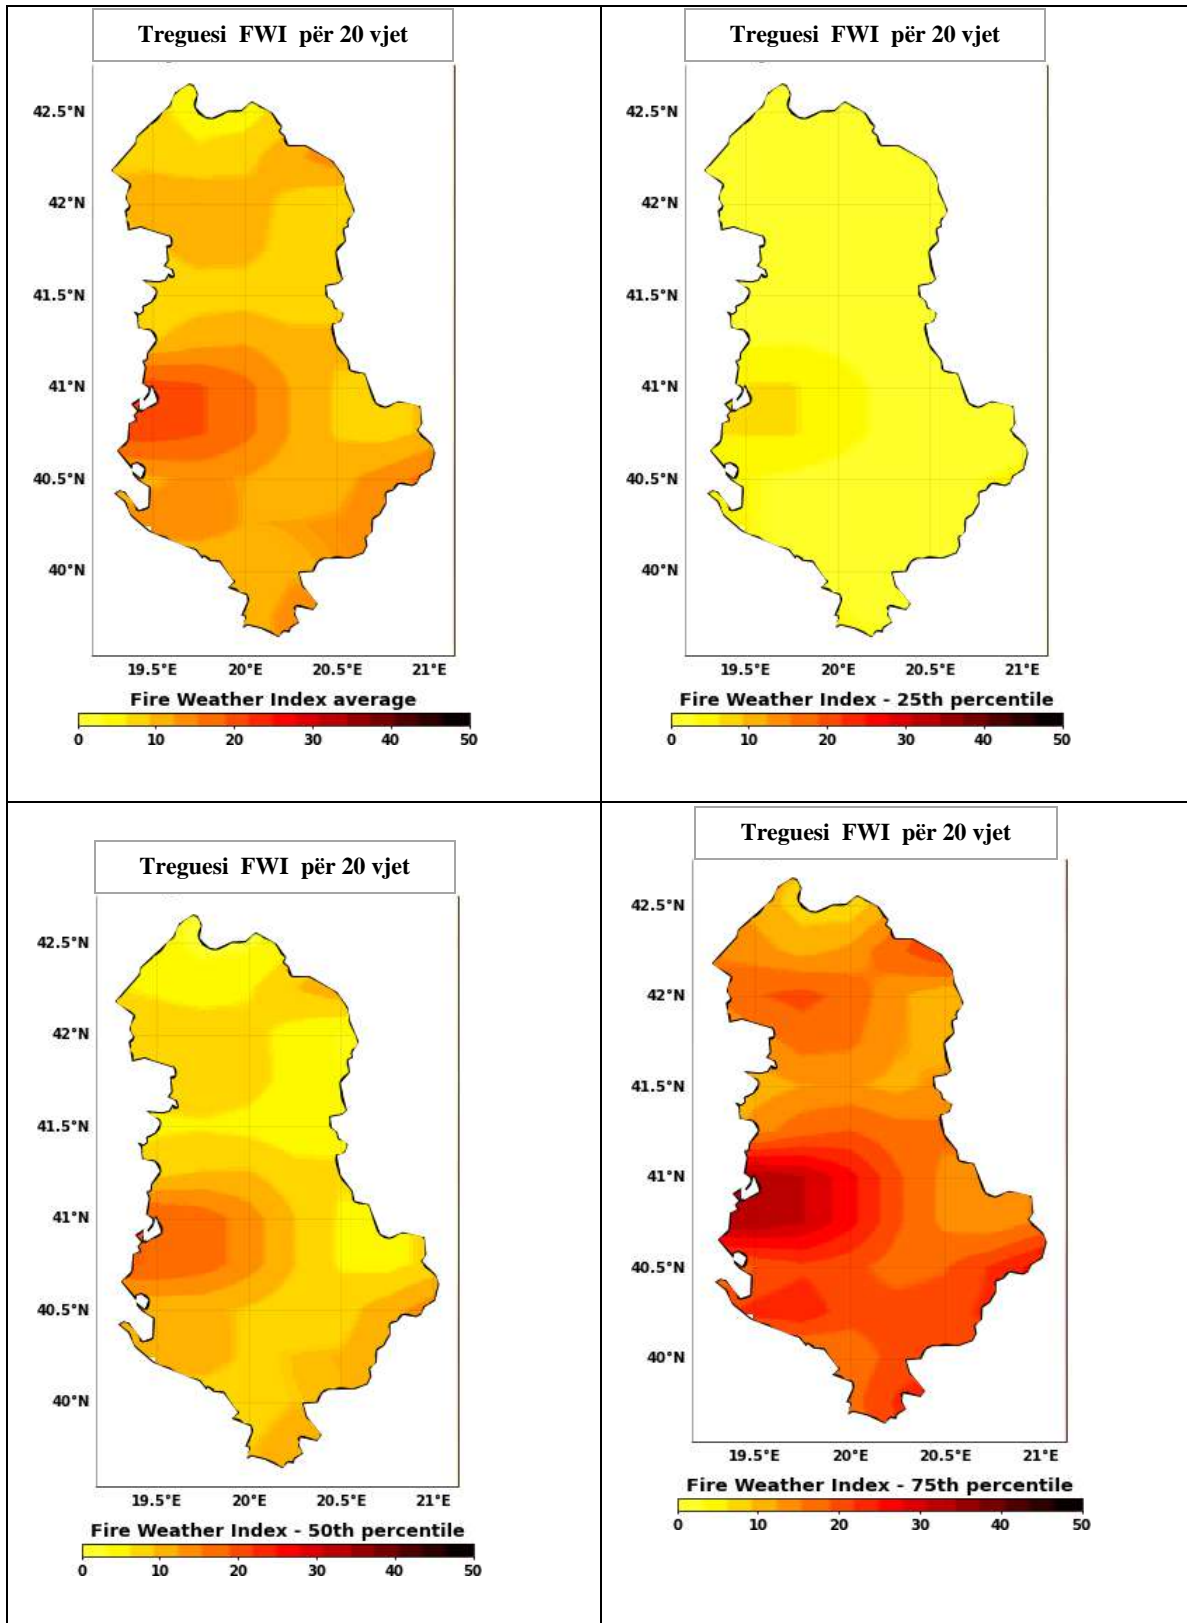 Treguesi FWI për 20 vjet
42.5°N
42°N
41.5°N
41°N
40.5°N
40°N
19.5°E 20°E 20.5°E 21°E
Fire Weather Index average
0 10 20 30 40 50
Treguesi FWI për 20 vjet
42.5°N
42°N
41.5°N
41°N
40.5°N
40°N
19.5°E 20°E 20.5°E 21°E
Fire Weather Index - 25th percentile
0 10 20 30 40 50
Treguesi FWI për 20 vjet
42.5°N
42°N
41.5°N
41°N
40.5°N
40°N
19.5°E 20°E 20.5°E 21°E
Fire Weather Index - 50th percentile
0 10 20 30 40 50
Treguesi FWI për 20 vjet
42.5°N
42°N
41.5°N
41°N
40.5°N
40°N
19.5°E 20°E 20.5°E 21°E
Fire Weather Index - 75th percentile
0 10 20 30 40 50